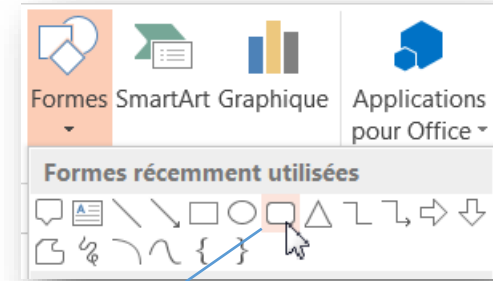 Formes SmartArt Graphique Applications
pour Office
Formes récemment utilisées